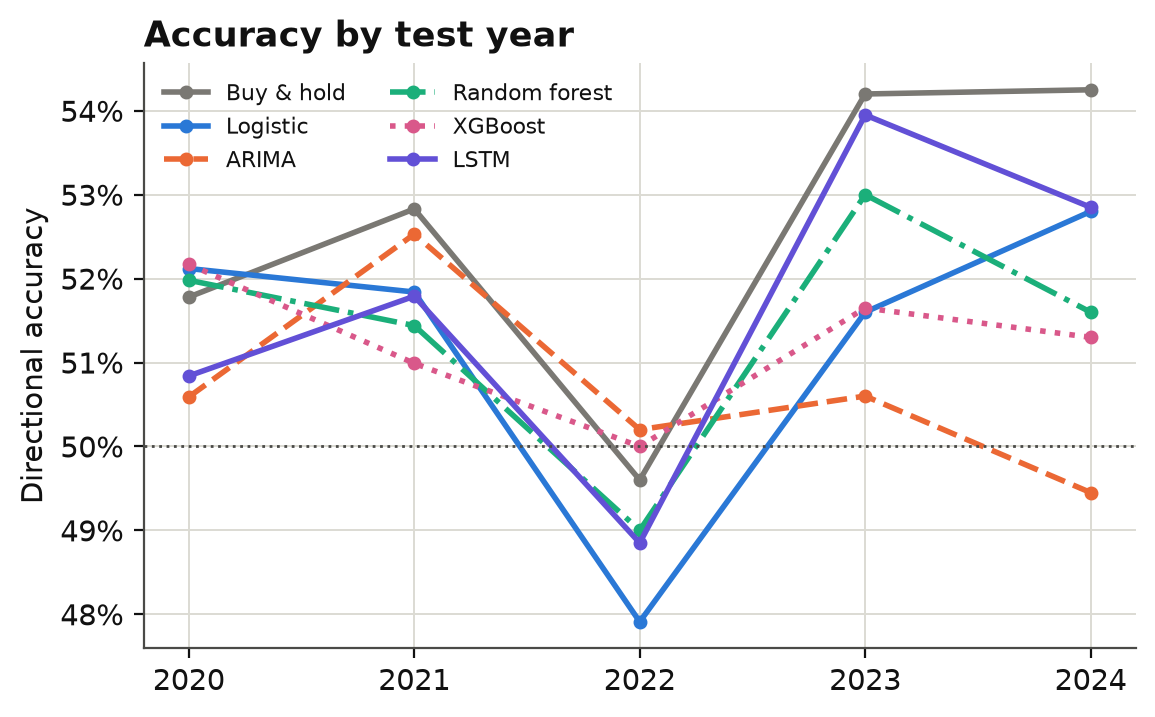 Accuracy by test year
Buy & hold
Logistic
ARIMA
Random forest
XGBoost
LSTM
Directional accuracy
54%
53%
52%
51%
50%
49%
48%
2020
2021
2022
2023
2024